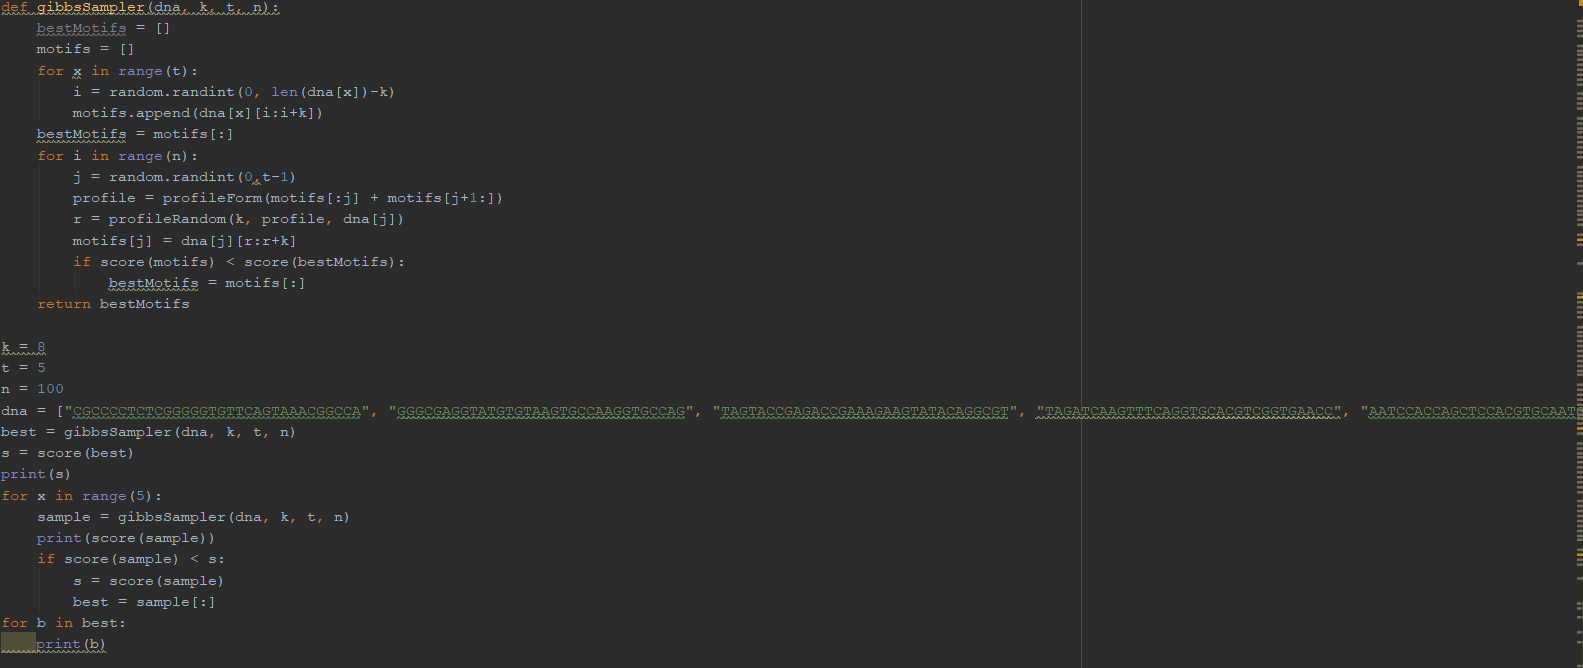 def gibbsSampler(dna, k, t, n):
    bestMotifs = []
    motifs = []
    for x in range(t):
        i = random.randint(0, len(dna[x])-k)
        motifs.append(dna[x][i:i+k])
    bestMotifs = motifs[:]
    for i in range(n):
        j = random.randint(0,t-1)
        profile = profileForm(motifs[:j] + motifs[j+1:])
        r = profileRandom(k, profile, dna[j])
        motifs[j] = dna[j][r:r+k]
        if score(motifs) < score(bestMotifs):
            bestMotifs = motifs[:]
    return bestMotifs
k = 8
t = 5
n = 100
dna = ["CGCCCCTCTCGGGGGTGTTCAGTAAACGGCCA", "GGGCGAGGTATGTGTAAGTGCCAAGGTGCCAG", "TAGTACCGAGACCGAAAGAAGTATACAGGCGT", "TAGATCAAGTTTCAGGTGCACGTCGGTGAACC", "AATCCACCAGCTCCACGTGCAAT
best = gibbsSampler(dna, k, t, n)
s = score(best)
print(s)
for x in range(5):
    sample = gibbsSampler(dna, k, t, n)
    print(score(sample))
    if score(sample) < s:
        s = score(sample)
        best = sample[:]
for b in best:
    print(b)